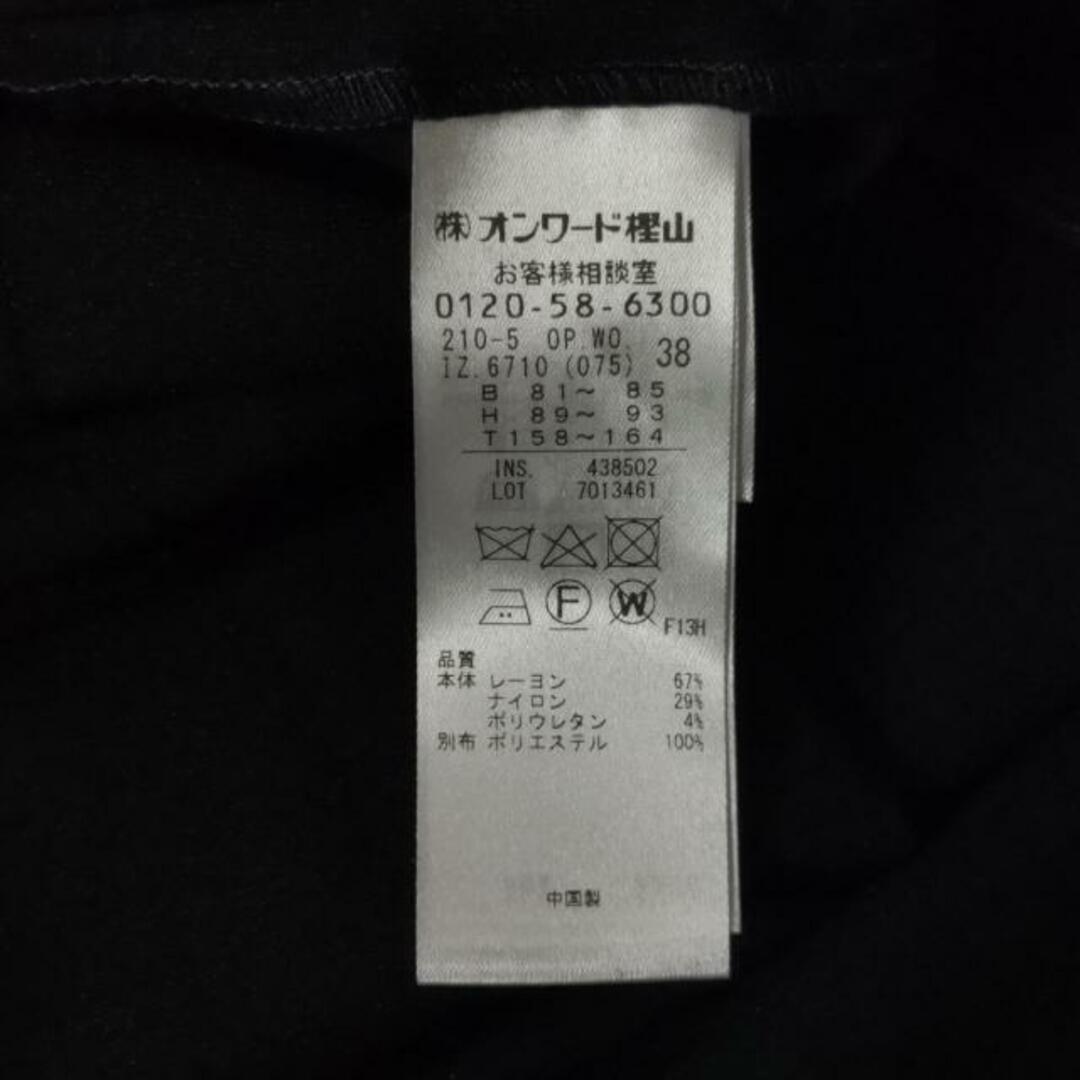 ㈱オンワード樫山
お客様相談室
0120-58-6300
210-5 OP.WO. 38
IZ.6710 (075)
B 81～ 85
H 89～ 93
T158～164
INS. 438502
LOT 7013461
F W F13H
品質
本体 レーヨン 67%
ナイロン 29%
ポリウレタン 4%
別布 ポリエステル 100%
中国製